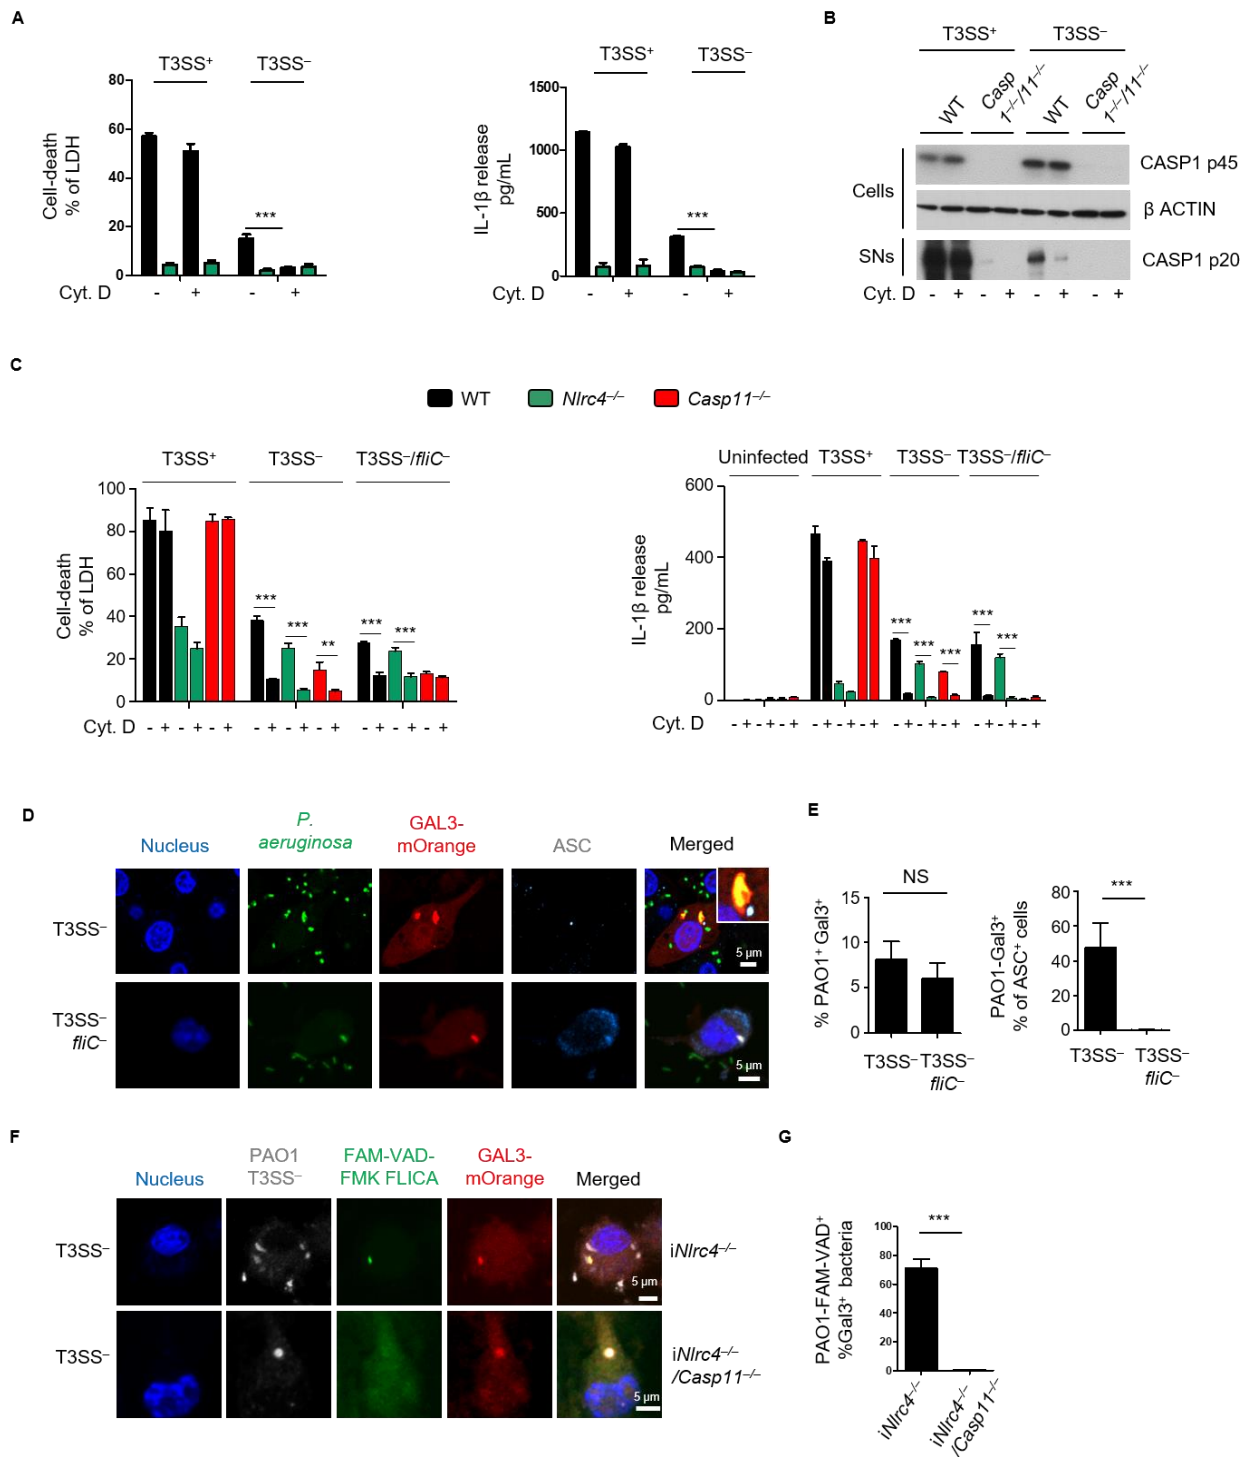 A
T3SS+ T3SS–
80
60
40
20
0
Cell-death
% of LDH
***
Cyt. D - + - +
T3SS+ T3SS–
1500
1000
500
0
IL-1β release
pg/mL
***
Cyt. D - + - +
B
T3SS+ T3SS–
WT Casp 1–/–/11–/– WT Casp 1–/–/11–/–
Cells
CASP1 p45
β ACTIN
SNs
CASP1 p20
Cyt. D - + - + - + - +
C
WT Nlrc4–/– Casp11–/–
T3SS+ T3SS– T3SS–/fliC–
100
80
60
40
20
0
Cell-death
% of LDH
*** *** ** *** ***
Cyt. D - + - + - + - + - + - + - + - + - +
Uninfected T3SS+ T3SS– T3SS–/fliC–
600
400
200
0
IL-1β release
pg/mL
*** *** *** *** ***
Cyt. D - + - + - + - + - + - + - + - + - + - + - + - +
D
Nucleus P. aeruginosa GAL3-mOrange ASC Merged
T3SS–
5 µm
T3SS–
fliC–
5 µm
E
NS
15
10
5
0
% PAO1+ Gal3+
T3SS– T3SS–
fliC–
***
80
60
40
20
0
PAO1-Gal3+
% of ASC+ cells
T3SS– T3SS–
fliC–
F
Nucleus PAO1 T3SS– FAM-VAD-FMK FLICA GAL3-mOrange Merged
T3SS–
5 µm
iNlrc4–/–
T3SS–
5 µm
iNlrc4–/–
/Casp11–/–
G
***
100
80
60
40
20
0
PAO1-FAM-VAD+
%Gal3+ bacteria
iNlrc4–/–
iNlrc4–/–
/Casp11–/–